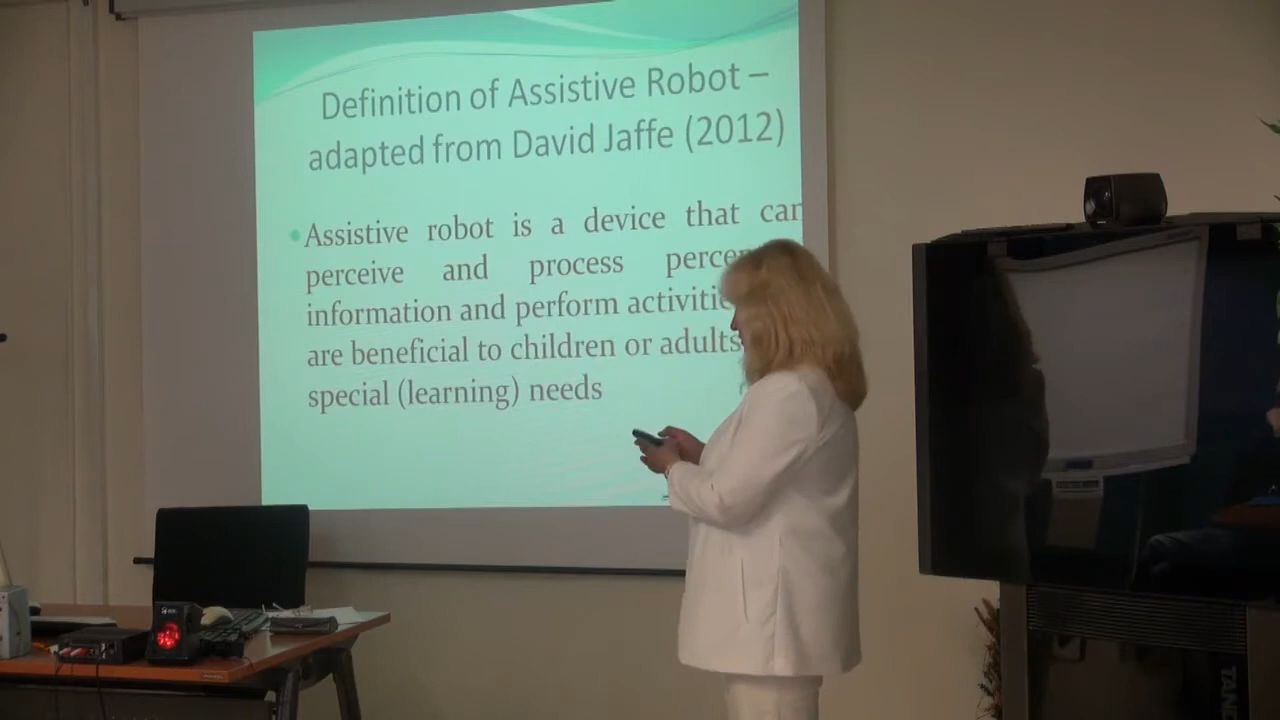 Definition of Assistive Robot –
adapted from David Jaffe (2012)
Assistive robot is a device that can
perceive and process
information and perform
are beneficial to children or adults
special (learning) needs